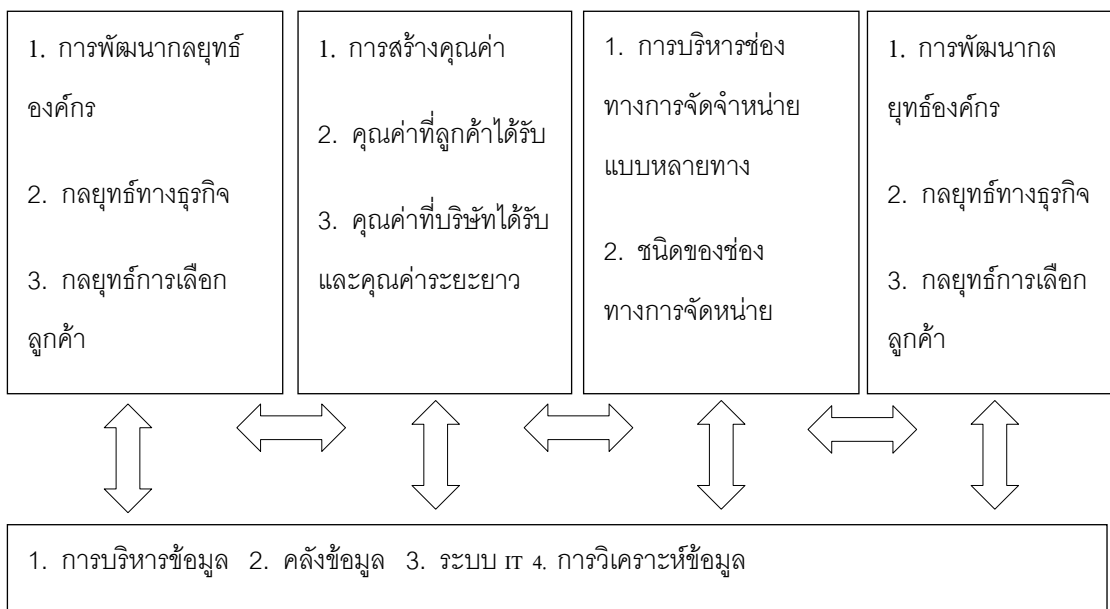 1. การพัฒนากลยุทธ์
องค์กร
2. กลยุทธ์ทางธุรกิจ
3. กลยุทธ์การเลือก
ลูกค้า
1. การสร้างคุณค่า
2. คุณค่าที่ลูกค้าได้รับ
3. คุณค่าที่บริษัทได้รับ
และคุณค่าระยะยาว
1. การบริหารช่อง
ทางการจัดจำหน่าย
แบบหลายทาง
2. ชนิดของช่อง
ทางการจัดหน่าย
1. การพัฒนากล
ยุทธ์องค์กร
2. กลยุทธ์ทางธุรกิจ
3. กลยุทธ์การเลือก
ลูกค้า
1. การบริหารข้อมูล 2. คลังข้อมูล 3. ระบบ IT 4. การวิเคราะห์ข้อมูล